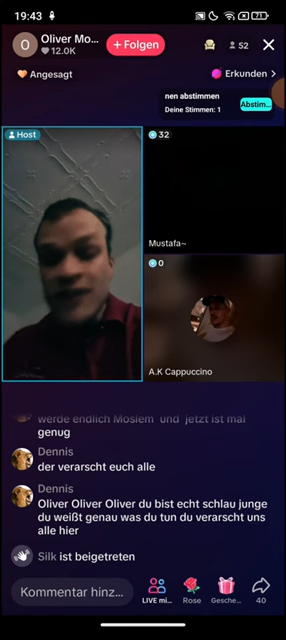 19:43
71
O
Oliver Mo...
12.0K
+ Folgen
52
Angesagt
Erkunden >
nen abstimmen
Deine Stimmen: 1
Abstim...
Host
32
Mustafa~
0
A.K Cappuccino
werde endlich Moslem und jetzt ist mal
genug
Dennis
der verarscht euch alle
Dennis
Oliver Oliver Oliver du bist echt schlau junge
du weißt genau was du tun du verarscht uns
alle hier
Silk ist beigetreten
Kommentar hinz...
LIVE mi...
Rose
Gesche...
40